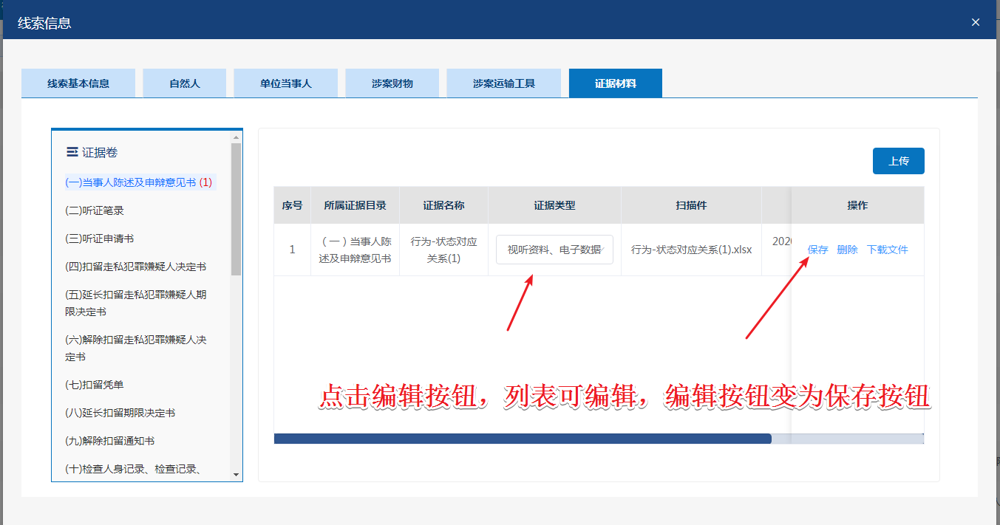 线索信息
线索基本信息
自然人
单位当事人
涉案财物
涉案运输工具
证据材料
证据卷
(一)当事人陈述及申辩意见书 (1)
(二)听证笔录
(三)听证申请书
(四)扣留走私犯罪嫌疑人决定书
(五)延长扣留走私犯罪嫌疑人期
限决定书
(六)解除扣留走私犯罪嫌疑人决
定书
(七)扣留凭单
(八)延长扣留期限决定书
(九)解除扣留通知书
(十)检查人身记录、检查记录、
上传
序号
所属证据目录
证据名称
证据类型
扫描件
操作
1
（一）当事人陈
述及申辩意见书
行为-状态对应
关系(1)
视听资料、电子数据
行为-状态对应关系(1).xlsx
保存 删除 下载文件
点击编辑按钮，列表可编辑，编辑按钮变为保存按钮